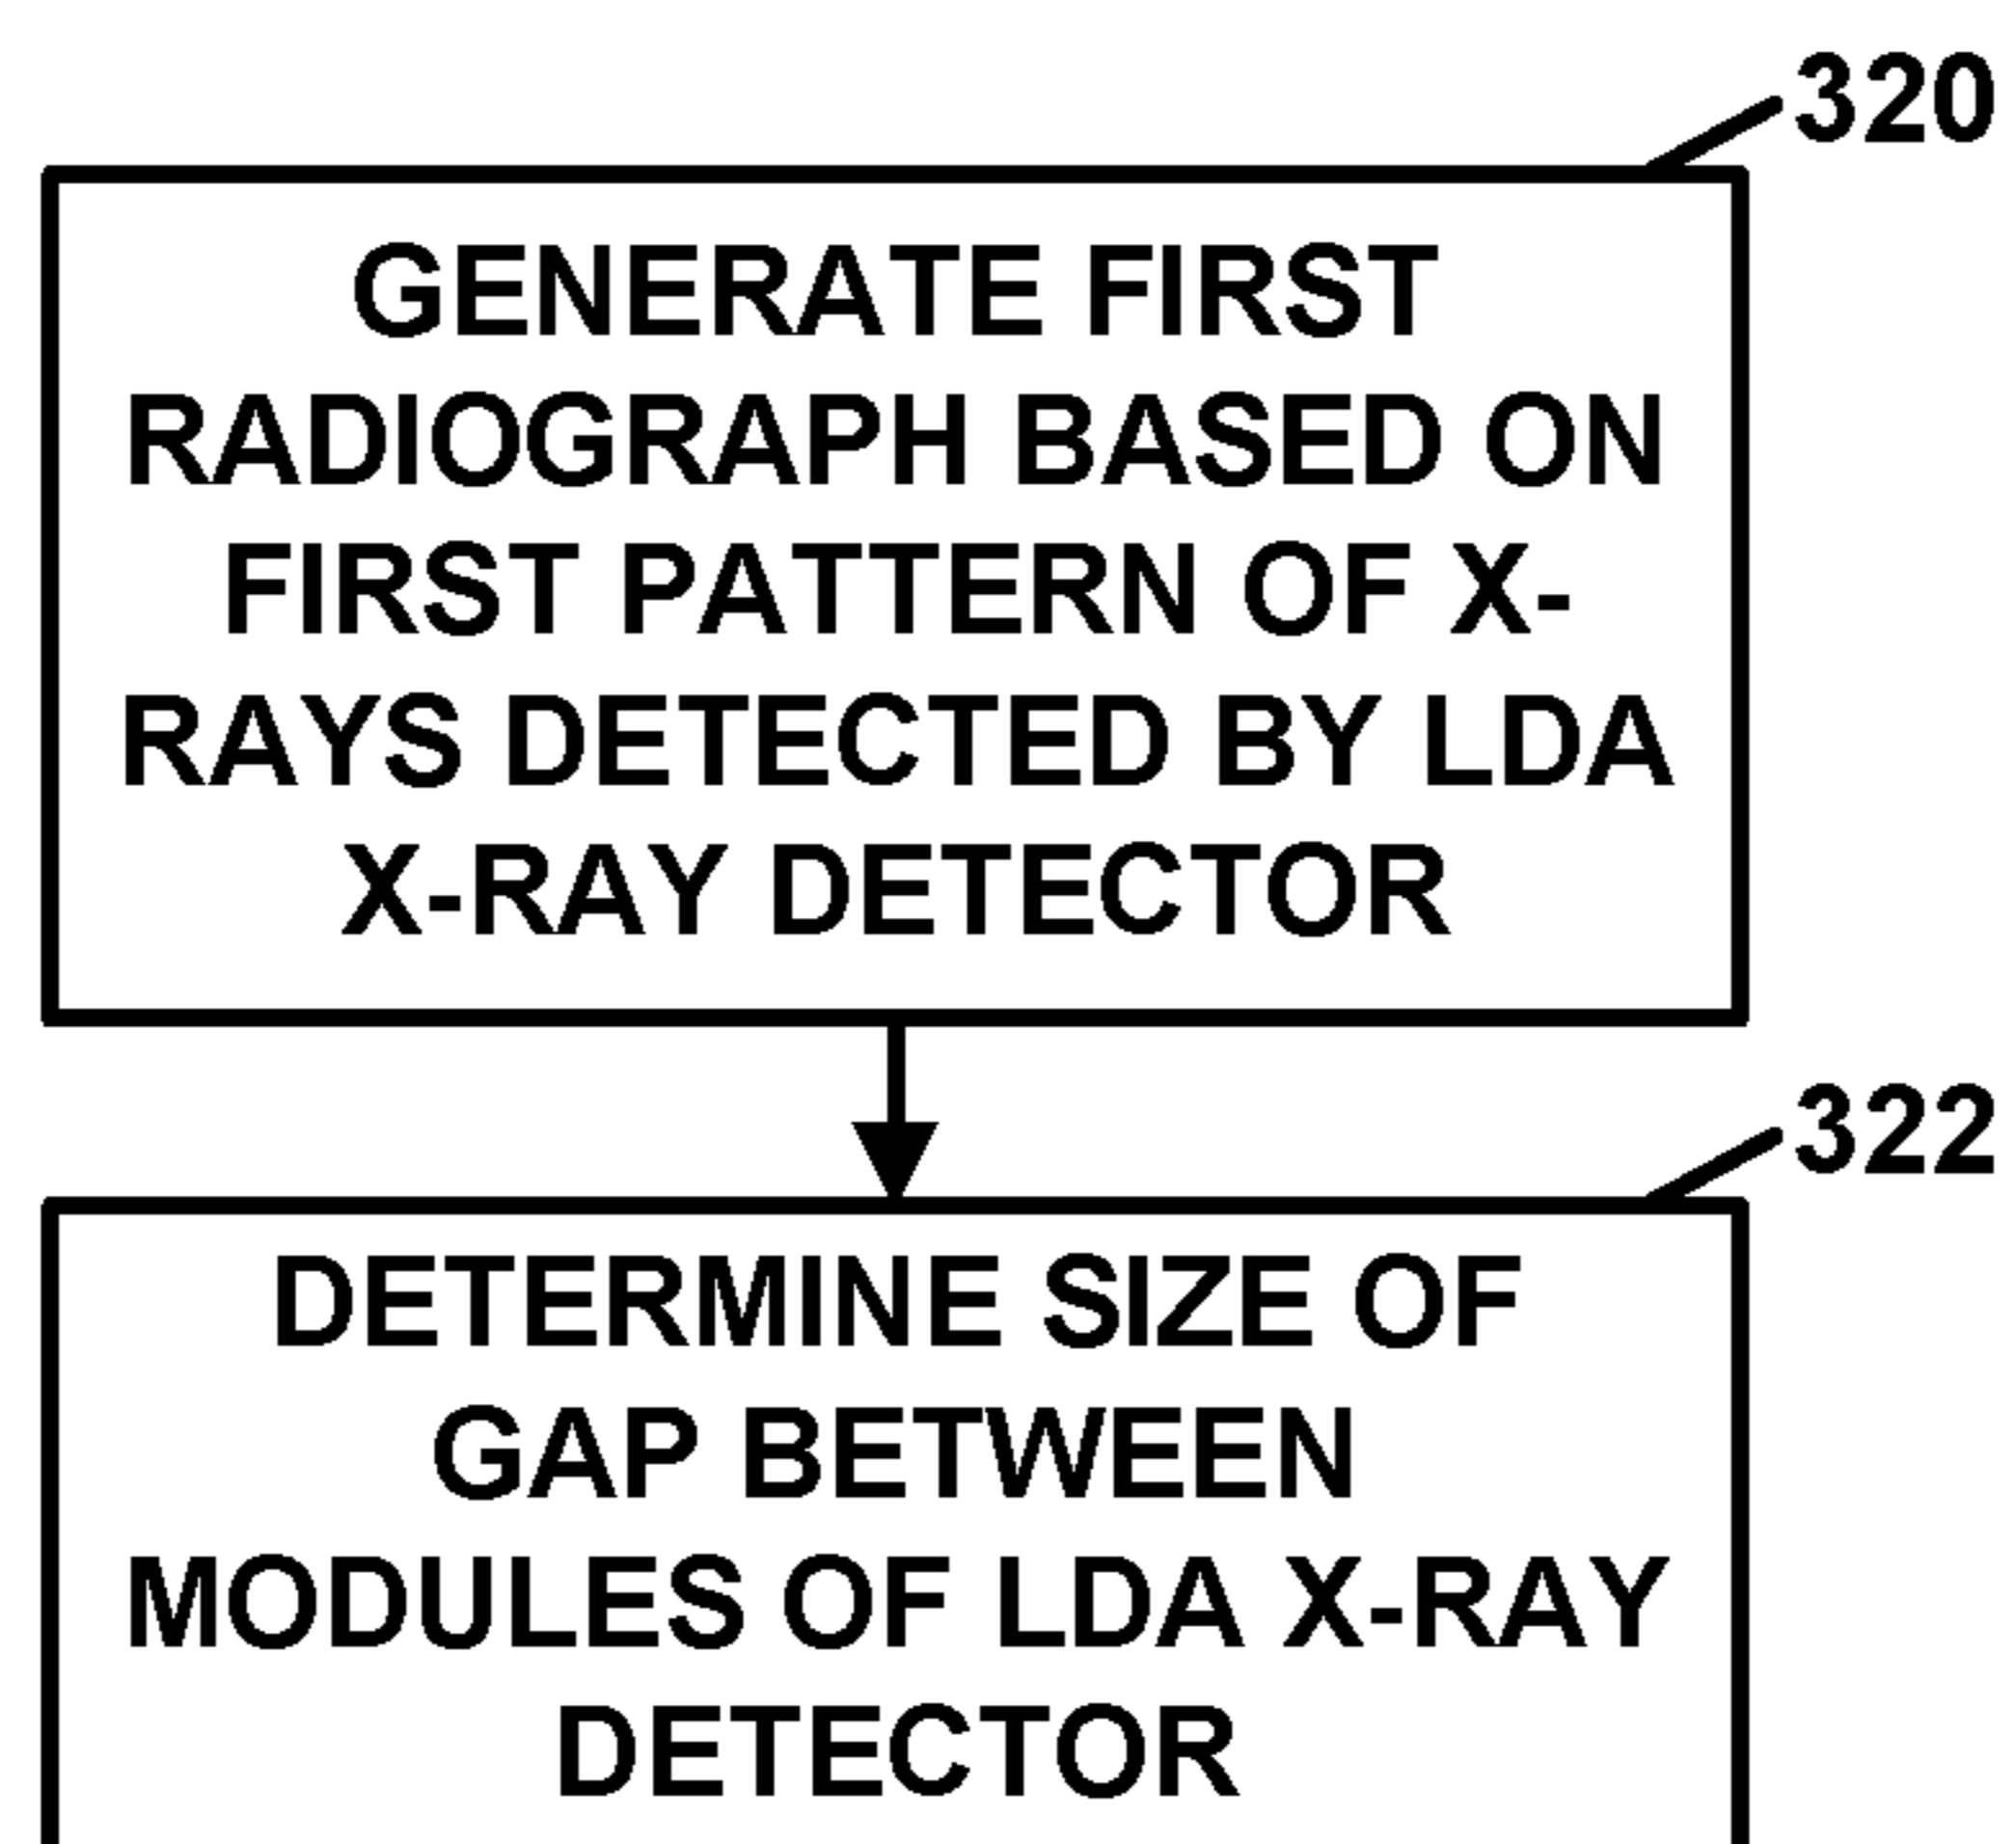 320
GENERATE FIRST
RADIOGRAPH BASED ON
FIRST PATTERN OF X-
RAYS DETECTED BY LDA
X-RAY DETECTOR
322
DETERMINE SIZE OF
GAP BETWEEN
MODULES OF LDA X-RAY
DETECTOR